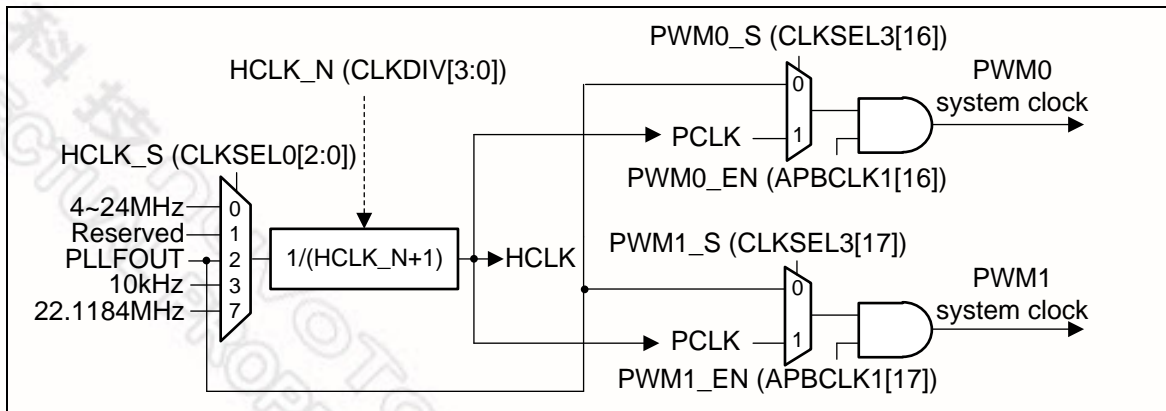 PWM0_S (CLKSEL3[16])
HCLK_N (CLKDIV[3:0])
PWM0
system clock
0
1
PCLK
PWM0_EN (APBCLK1[16])
HCLK_S (CLKSEL0[2:0])
4~24MHz
0
Reserved
1
PLLFOUT
2
10kHz
3
22.1184MHz
7
1/(HCLK_N+1)
HCLK
PWM1_S (CLKSEL3[17])
PWM1
system clock
0
1
PCLK
PWM1_EN (APBCLK1[17])
科技